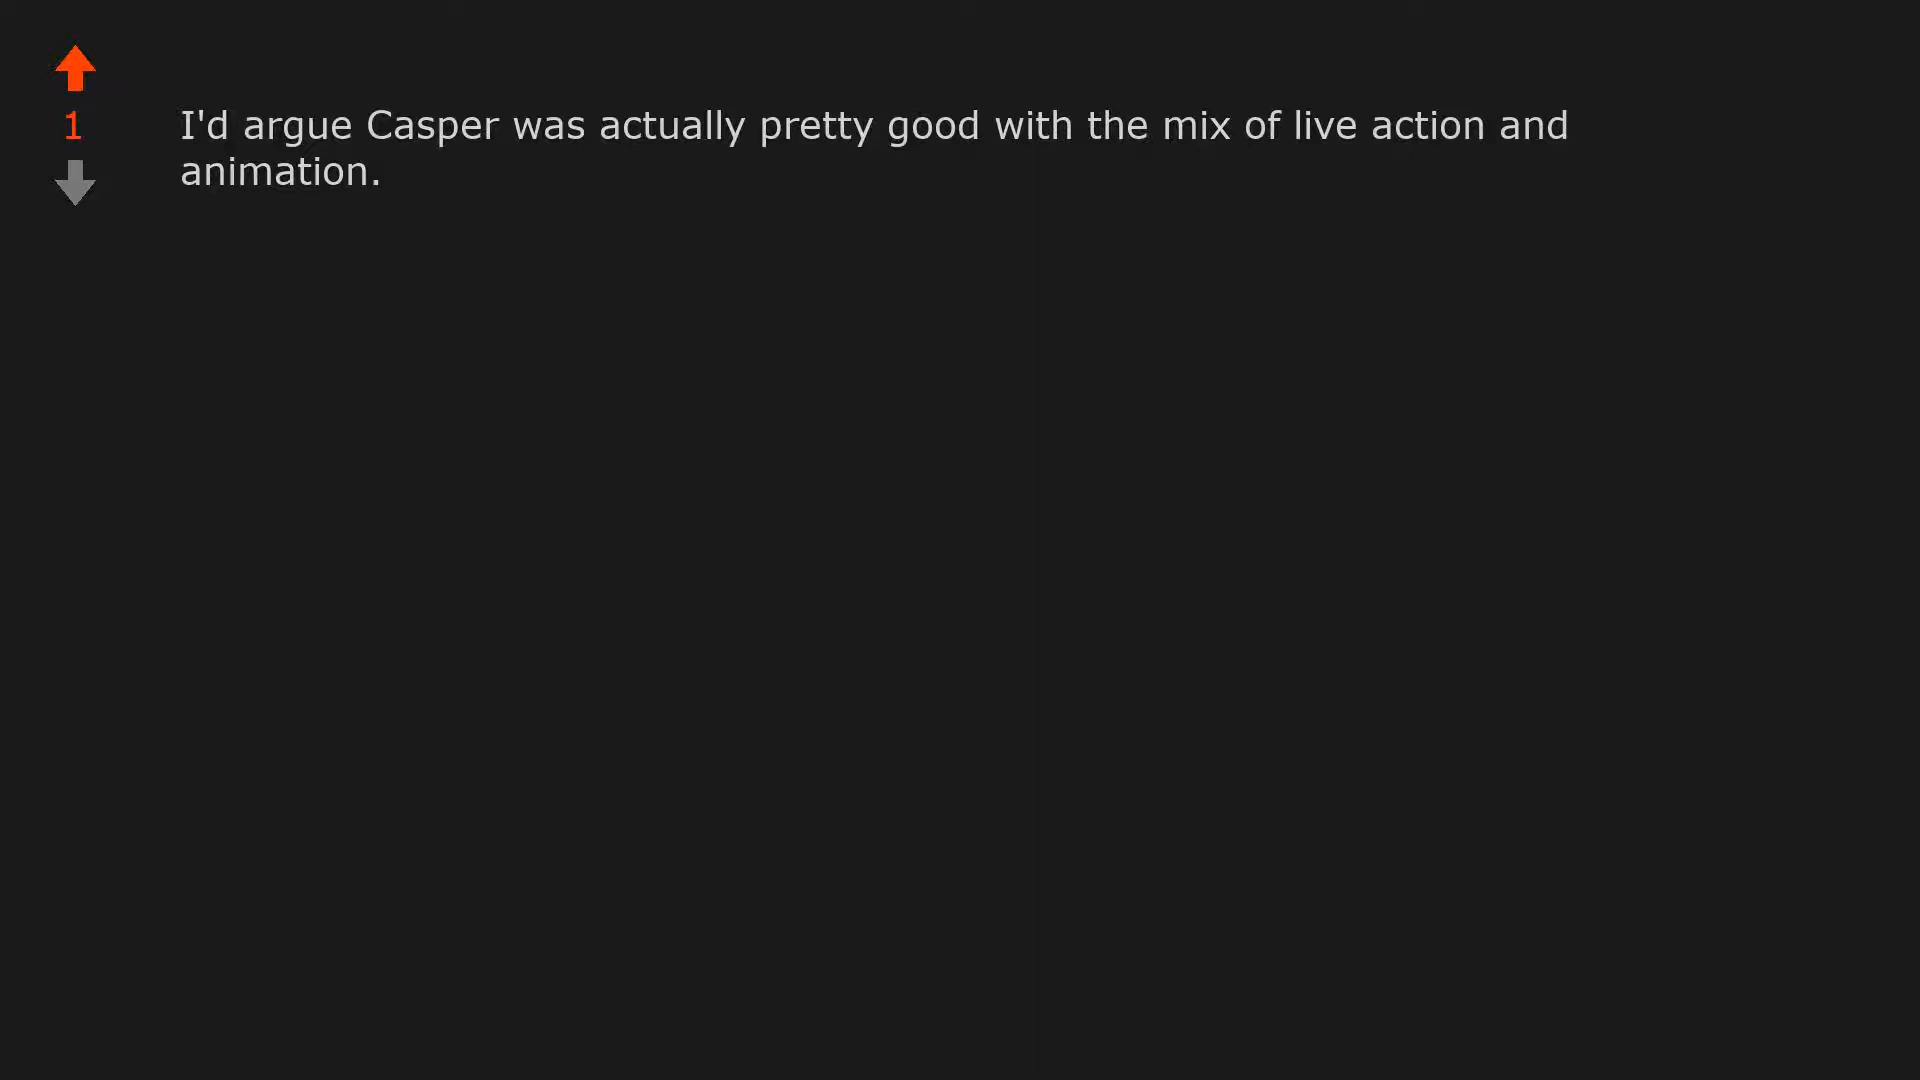 1
I'd argue Casper was actually pretty good with the mix of live action and
animation.